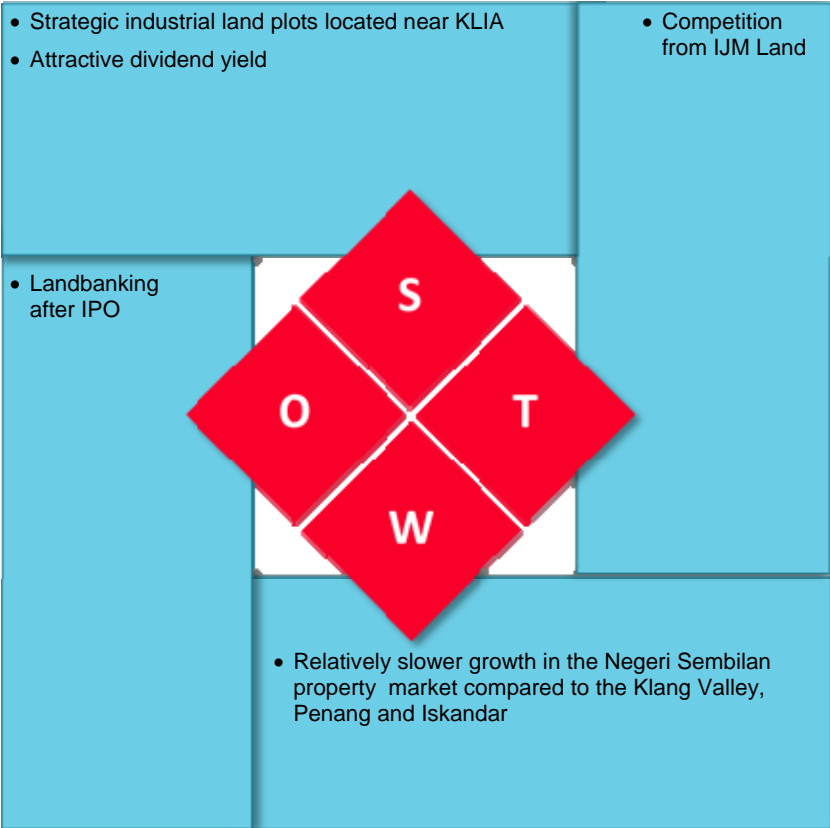 • Strategic industrial land plots located near KLIA
• Attractive dividend yield
• Competition
from IJM Land
• Landbanking
after IPO
S
O
T
W
• Relatively slower growth in the Negeri Sembilan
property market compared to the Klang Valley,
Penang and Iskandar